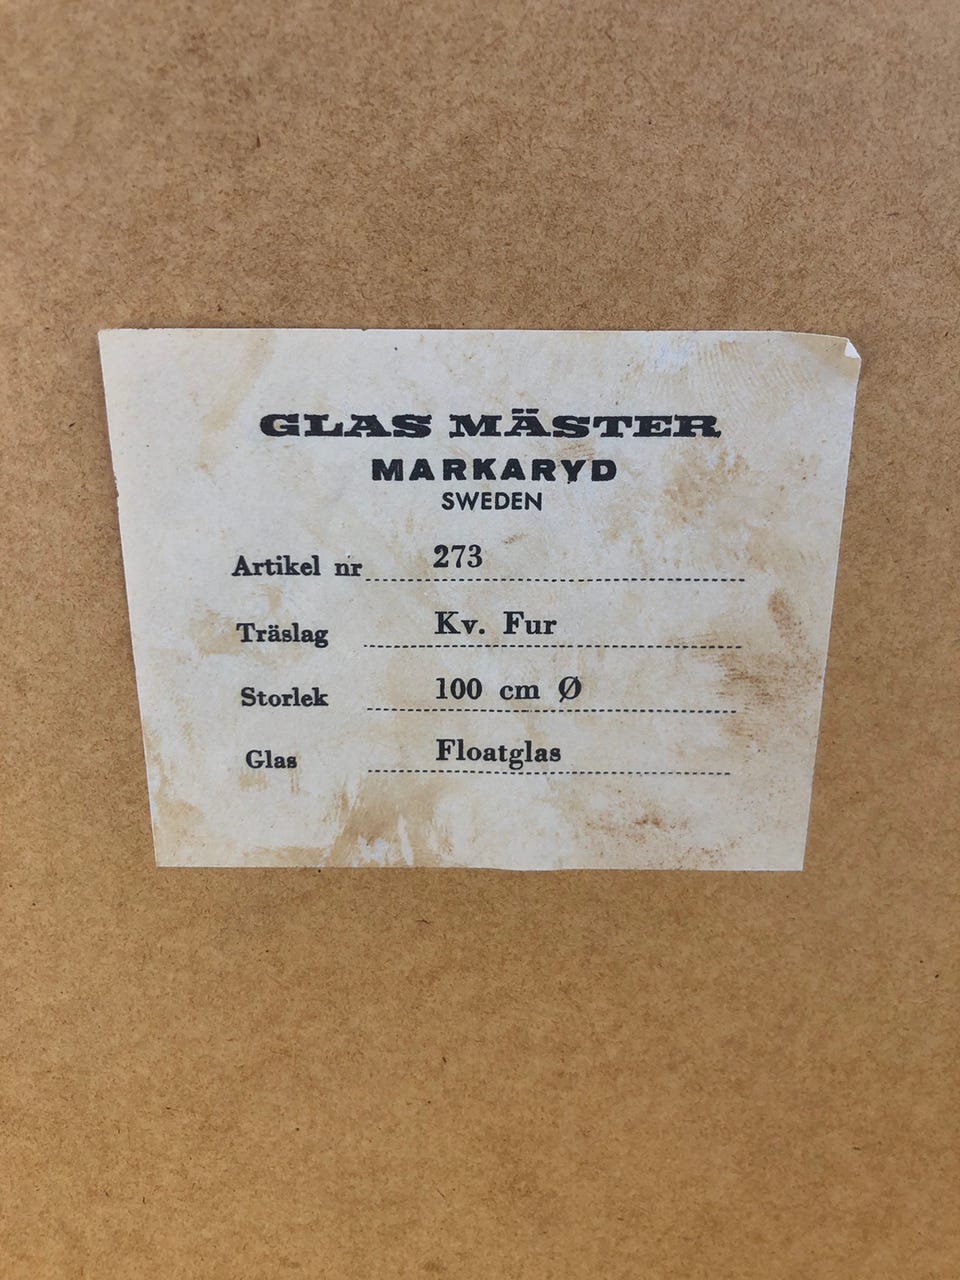 GLAS MÄSTER
MARKARYD
SWEDEN
Artikel nr 273
Träslag Kv. Fur
Storlek 100 cm Ø
Glas Floatglas